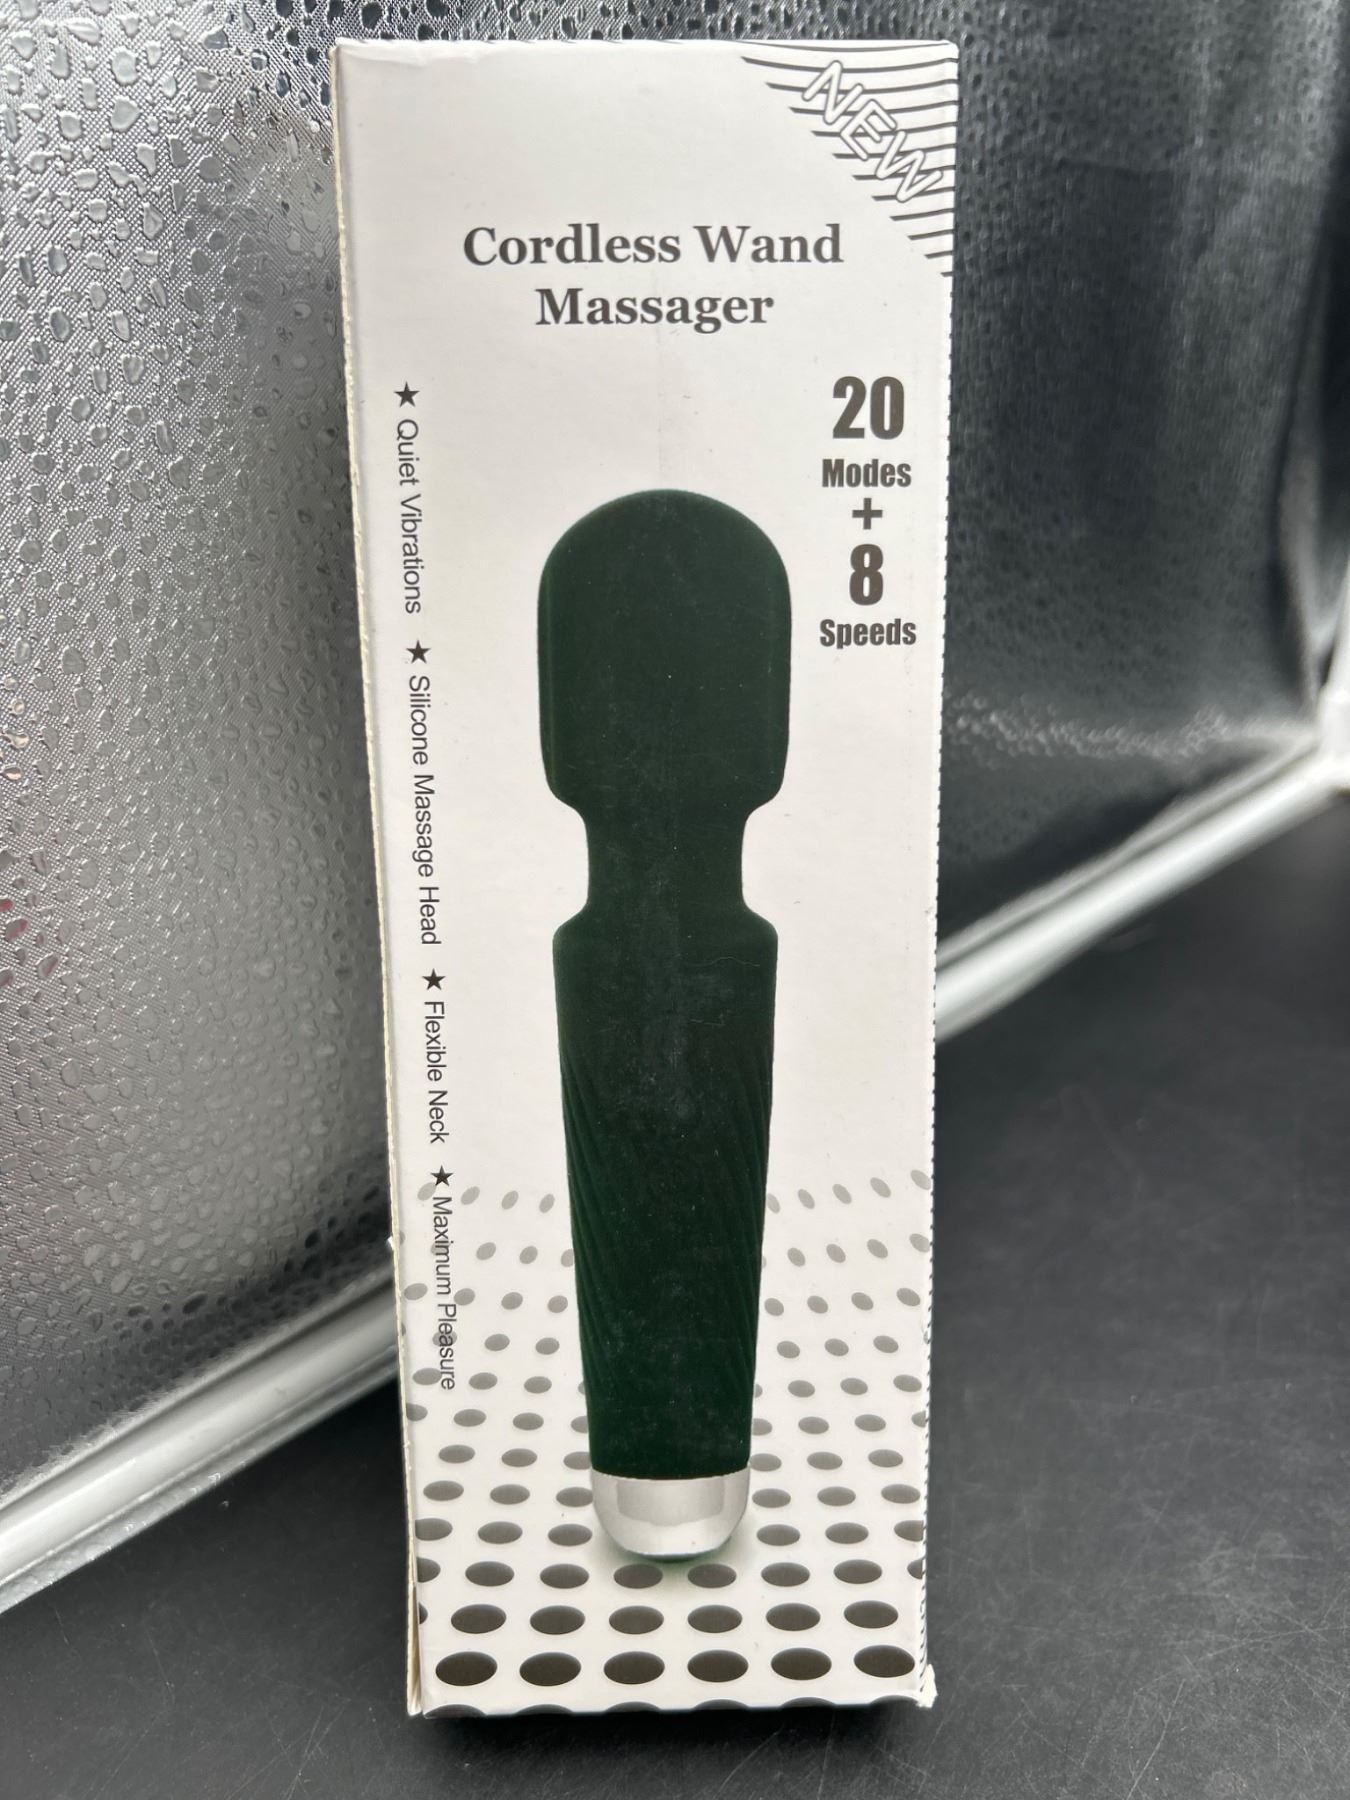 NEW
Cordless Wand
Massager
20
Modes
+
8
Speeds
★ Quiet Vibrations ★ Silicone Massage Head ★ Flexible Neck ★ Maximum Pleasure